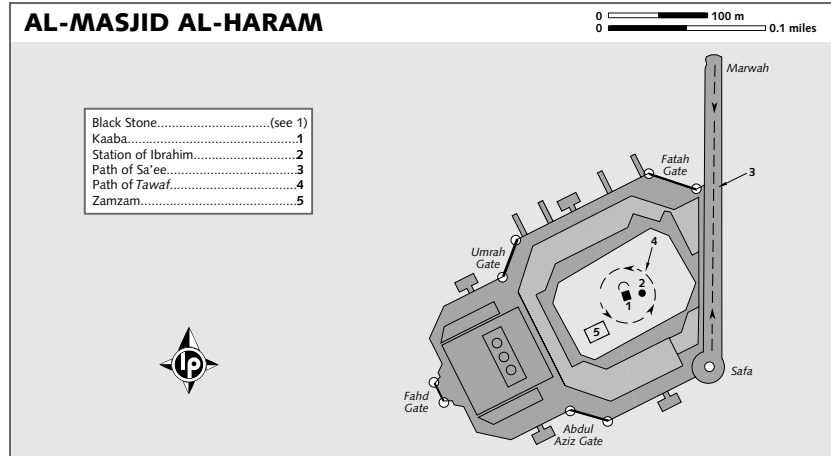 AL-MASJID AL-HARAM
0 100 m
0 0.1 miles
Black Stone..............................(see 1)
Kaaba.............................................1
Station of Ibrahim...........................2
Path of Sa'ee..................................3
Path of Tawaf.................................4
Zamzam.........................................5
Marwah
Fatah
Gate
3
Umrah
Gate
4
2
1
5
lp
Safa
Fahd
Gate
Abdul
Aziz Gate